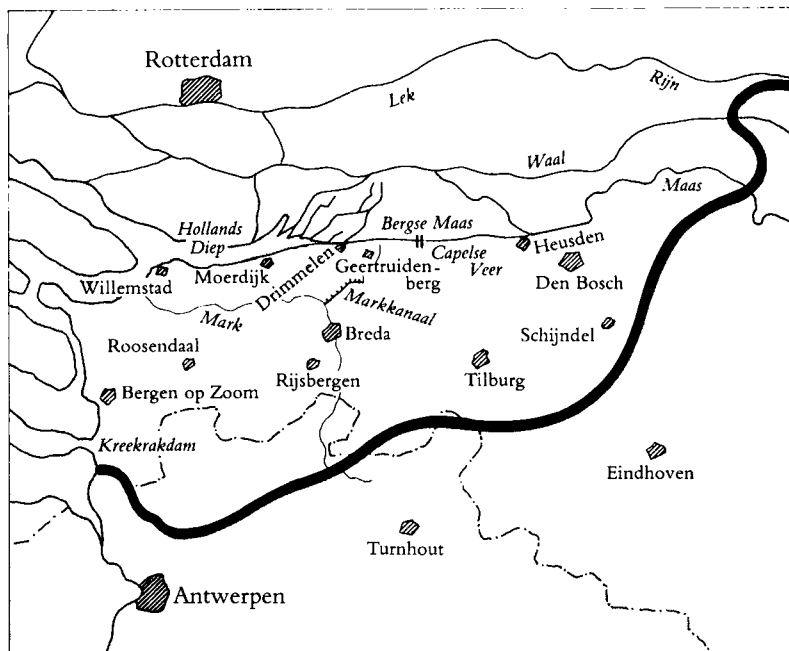 Rotterdam
Rijn
Lek
Waal
Maas
Hollands
Diep
Bergse Maas
Heusden
Capelse
Veer
Drimmelen
Geertruiden-
berg
Den Bosch
Willemstad
Moerdijk
Mark
Markkanaal
Breda
Schijndel
Roosendaal
Rijsbergen
Tilburg
Bergen op Zoom
Kreekrakdam
Eindhoven
Turnhout
Antwerpen